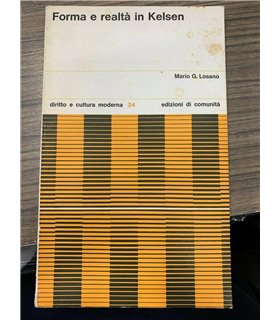 Forma e realtà in Kelsen
Mario G. Losano
diritto e cultura moderna 24 edizioni di comunità